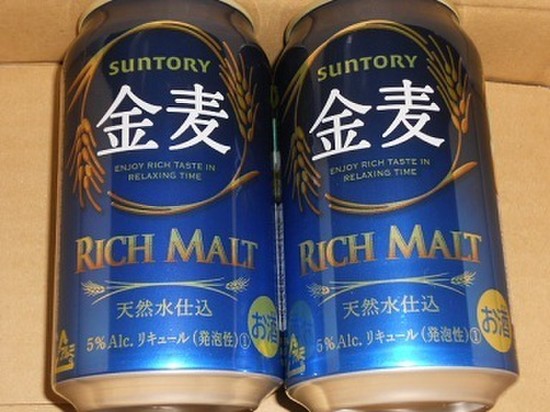 SUNTORY
金麦
ENJOY RICH TASTE IN
RELAXING TIME
RICH MALT
天然水仕込
お酒
5% Alc. リキュール(発泡性)①
SUNTORY
金麦
ENJOY RICH TASTE IN
RELAXING TIME
RICH MALT
天然水仕込
お酒
5% Alc. リキュール(発泡性)①